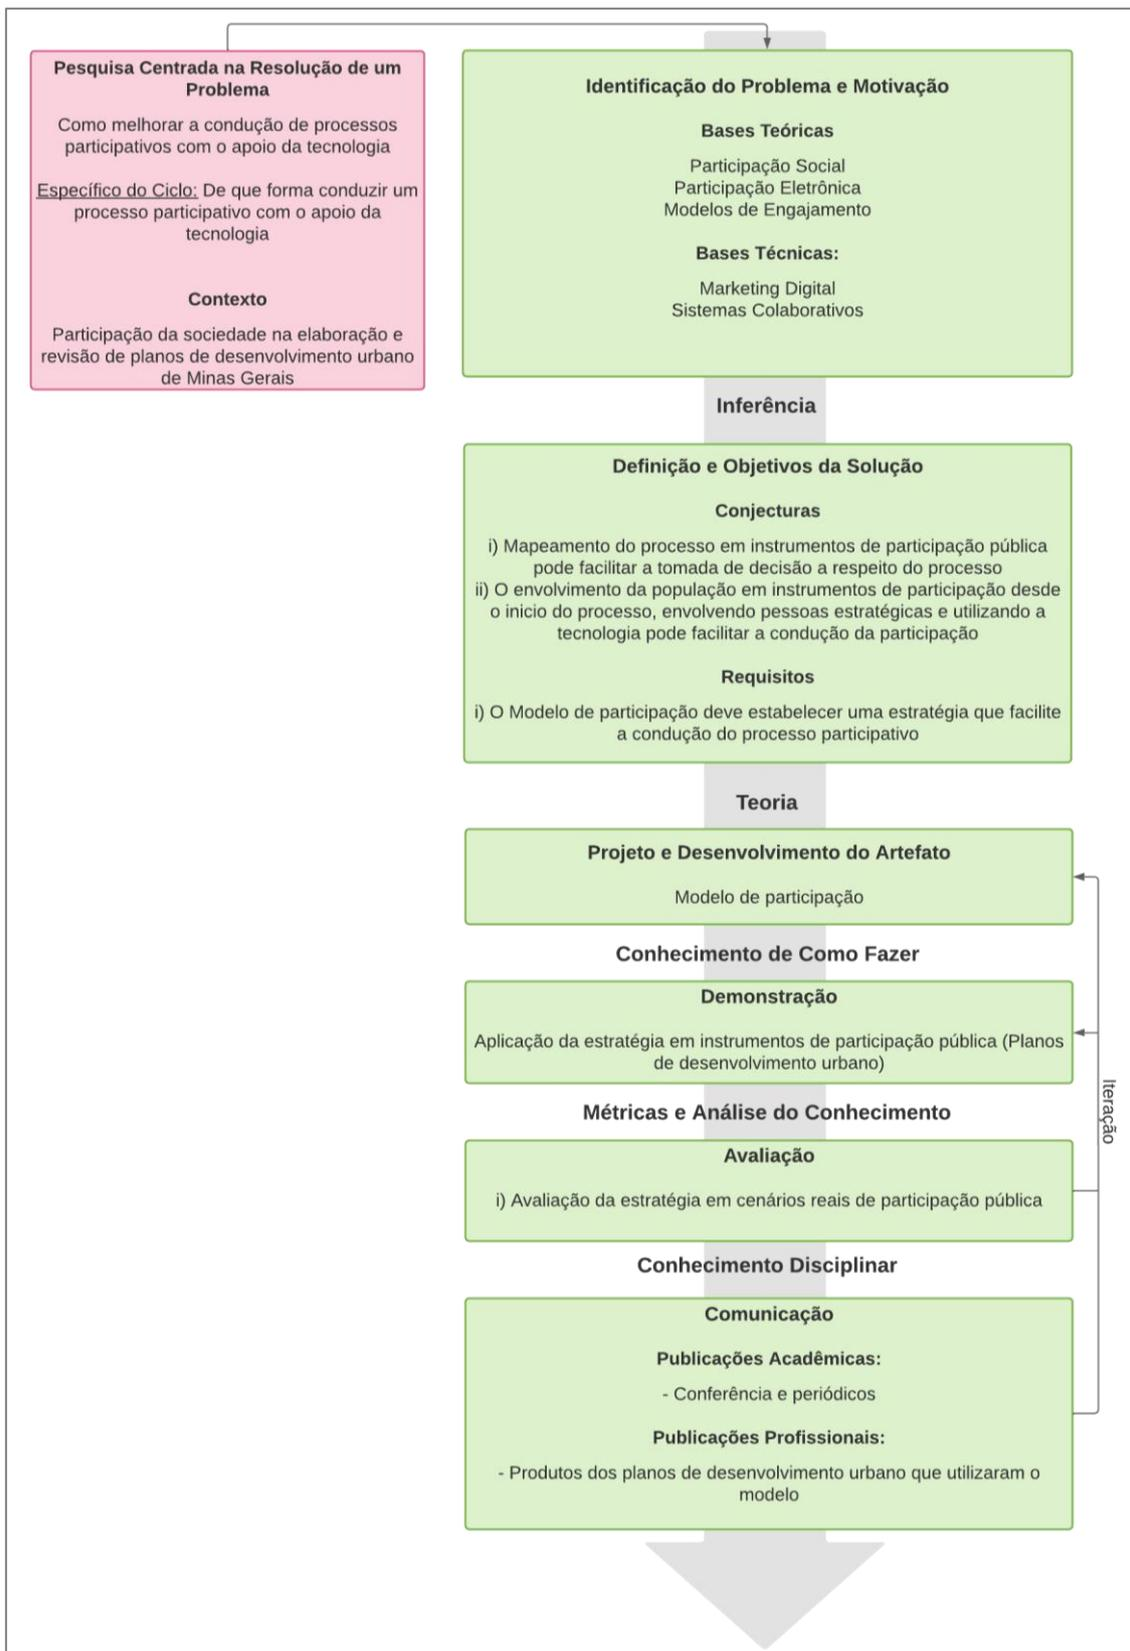 Pesquisa Centrada na Resolução de um
Problema
Como melhorar a condução de processos
participativos com o apoio da tecnologia
Específico do Ciclo: De que forma conduzir um
processo participativo com o apoio da
tecnologia
Contexto
Participação da sociedade na elaboração e
revisão de planos de desenvolvimento urbano
de Minas Gerais
Identificação do Problema e Motivação
Bases Teóricas
Participação Social
Participação Eletrônica
Modelos de Engajamento
Bases Técnicas:
Marketing Digital
Sistemas Colaborativos
Inferência
Definição e Objetivos da Solução
Conjecturas
i) Mapeamento do processo em instrumentos de participação pública
pode facilitar a tomada de decisão a respeito do processo
ii) O envolvimento da população em instrumentos de participação desde
o inicio do processo, envolvendo pessoas estratégicas e utilizando a
tecnologia pode facilitar a condução da participação
Requisitos
i) O Modelo de participação deve estabelecer uma estratégia que facilite
a condução do processo participativo
Teoria
Projeto e Desenvolvimento do Artefato
Modelo de participação
Conhecimento de Como Fazer
Demonstração
Aplicação da estratégia em instrumentos de participação pública (Planos
de desenvolvimento urbano)
Métricas e Análise do Conhecimento
Avaliação
i) Avaliação da estratégia em cenários reais de participação pública
Iteração
Conhecimento Disciplinar
Comunicação
Publicações Acadêmicas:
- Conferência e periódicos
Publicações Profissionais:
- Produtos dos planos de desenvolvimento urbano que utilizaram o
modelo